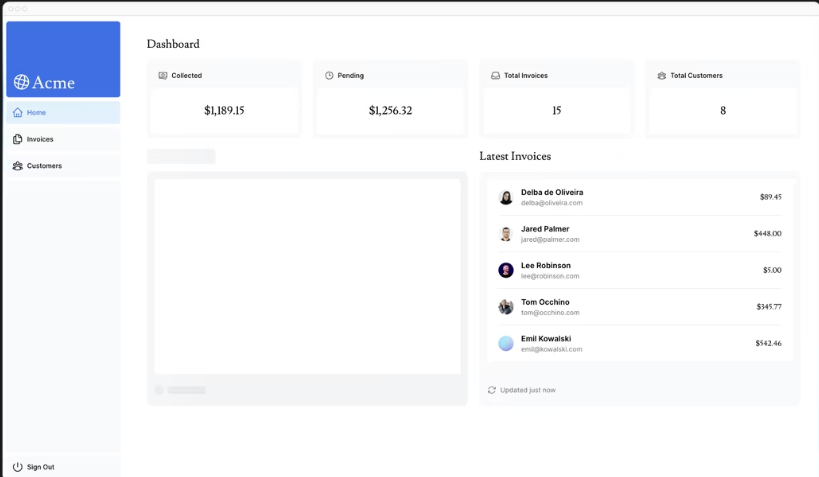 Acme
Home
Invoices
Customers
Sign Out
Dashboard
Collected
$1,189.15
Pending
$1,256.32
Total Invoices
15
Total Customers
8
Latest Invoices
Delba de Oliveira
delba@oliveira.com
$89.45
Jared Palmer
jared@palmer.com
$448.00
Lee Robinson
lee@robinson.com
$5.00
Tom Occhino
tom@occhino.com
$345.77
Emil Kowalski
emil@kowalski.com
$542.46
Updated just now